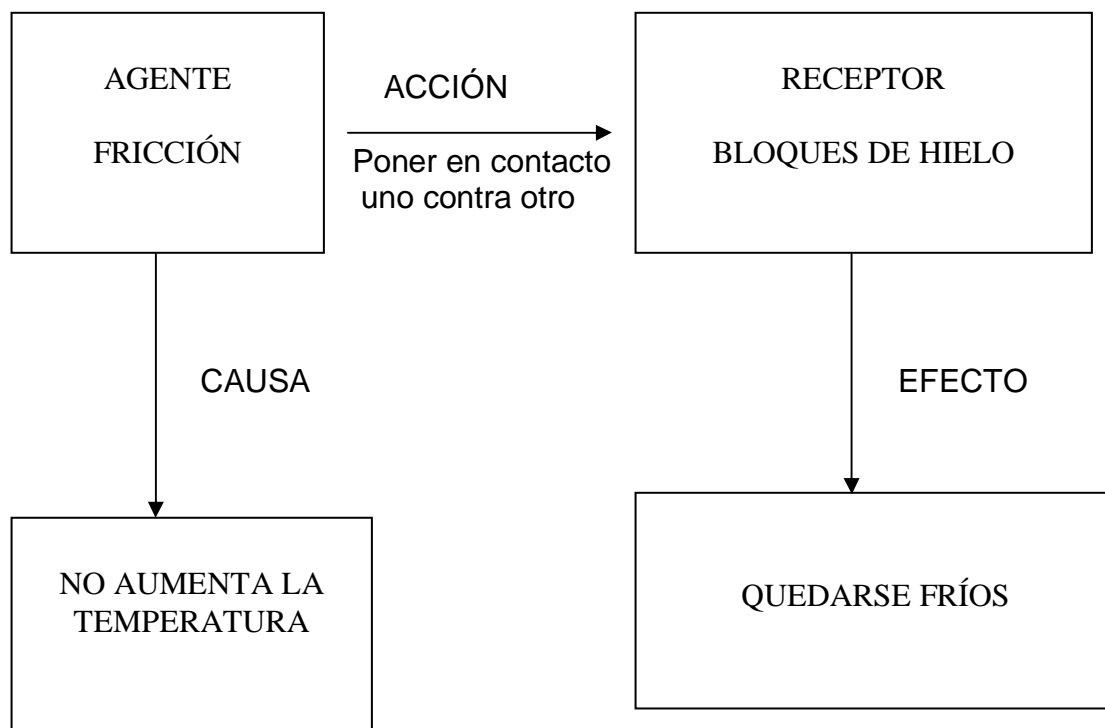 AGENTE
FRICCIÓN
ACCIÓN
Poner en contacto
uno contra otro
RECEPTOR
BLOQUES DE HIELO
CAUSA
EFECTO
NO AUMENTA LA
TEMPERATURA
QUEDARSE FRÍOS